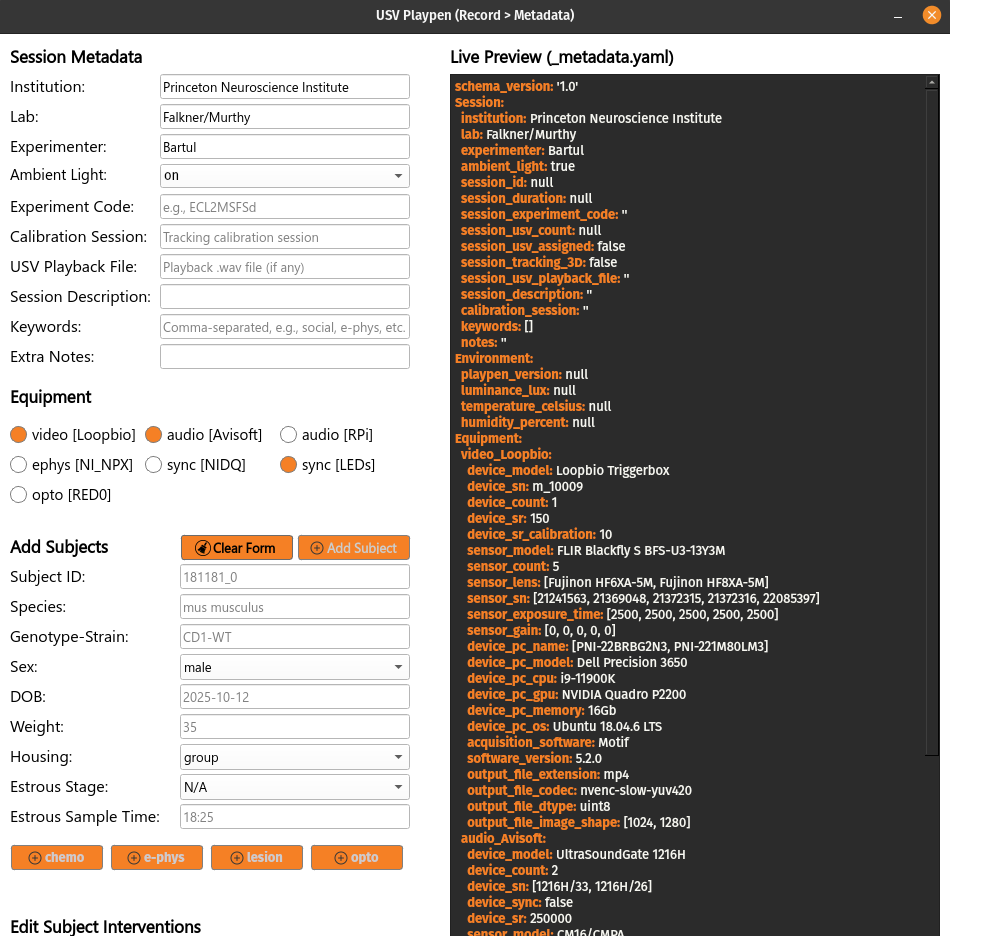 USV Playpen (Record > Metadata)
Session Metadata
Institution: Princeton Neuroscience Institute
Lab: Falkner/Murthy
Experimenter: Bartul
Ambient Light: on
Experiment Code: e.g., ECL2MSFSd
Calibration Session: Tracking calibration session
USV Playback File: Playback .wav file (if any)
Session Description:
Keywords: Comma-separated, e.g., social, e-phys, etc.
Extra Notes:
Equipment
video [Loopbio] audio [Avisoft] audio [RPi]
ephys [NI_NPX] sync [NIDQ] sync [LEDs]
opto [RED0]
Add Subjects Clear Form Add Subject
Subject ID: 181181_0
Species: mus musculus
Genotype-Strain: CD1-WT
Sex: male
DOB: 2025-10-12
Weight: 35
Housing: group
Estrous Stage: N/A
Estrous Sample Time: 18:25
chemo e-phys lesion opto
Edit Subject Interventions
Live Preview (_metadata.yaml)
schema_version: '1.0'
Session:
institution: Princeton Neuroscience Institute
lab: Falkner/Murthy
experimenter: Bartul
ambient_light: true
session_id: null
session_duration: null
session_experiment_code: ''
session_usv_count: null
session_usv_assigned: false
session_tracking_3D: false
session_usv_playback_file: ''
session_description: ''
calibration_session: ''
keywords: []
notes: ''
Environment:
playpen_version: null
luminance_lux: null
temperature_celsius: null
humidity_percent: null
Equipment:
video_Loopbio:
device_model: Loopbio Triggerbox
device_sn: m_10009
device_count: 1
device_sr: 150
device_sr_calibration: 10
sensor_model: FLIR Blackfly S BFS-U3-13Y3M
sensor_count: 5
sensor_lens: [Fujinon HF6XA-5M, Fujinon HF8XA-5M]
sensor_sn: [21241563, 21369048, 21372315, 21372316, 22085397]
sensor_exposure_time: [2500, 2500, 2500, 2500, 2500]
sensor_gain: [0, 0, 0, 0, 0]
device_pc_name: [PNI-22BRBG2N3, PNI-221M80LM3]
device_pc_model: Dell Precision 3650
device_pc_cpu: i9-11900K
device_pc_gpu: NVIDIA Quadro P2200
device_pc_memory: 16Gb
device_pc_os: Ubuntu 18.04.6 LTS
acquisition_software: Motif
software_version: 5.2.0
output_file_extension: mp4
output_file_codec: nvenc-slow-yuv420
output_file_dtype: uint8
output_file_image_shape: [1024, 1280]
audio_Avisoft:
device_model: UltraSoundGate 1216H
device_count: 2
device_sn: [1216H/33, 1216H/26]
device_sync: false
device_sr: 250000
sensor_model: CM16/CMPA